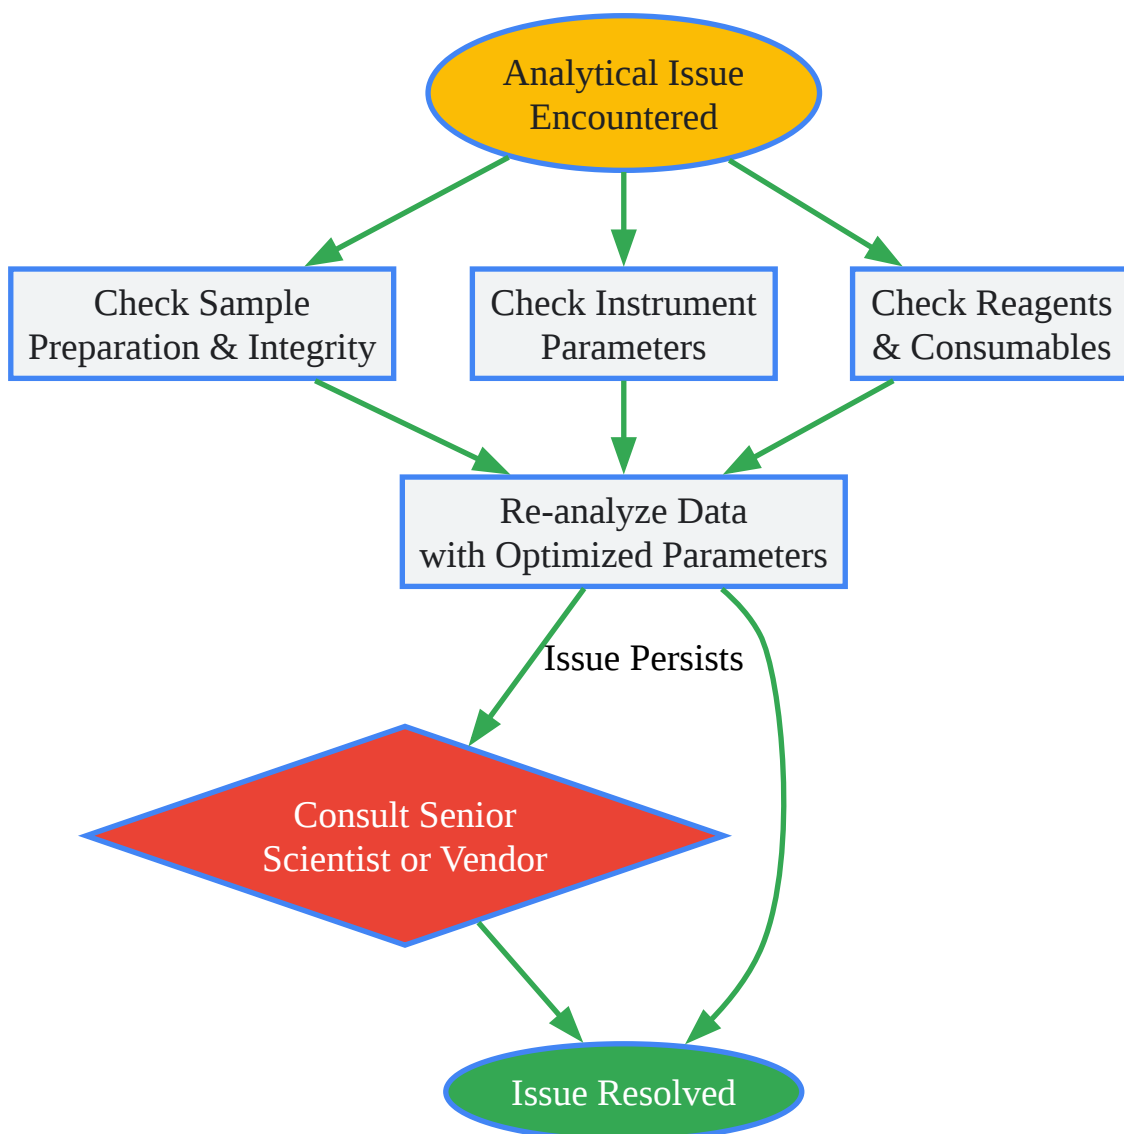 Analytical Issue
Encountered
Check Sample
Preparation & Integrity
Check Instrument
Parameters
Check Reagents
& Consumables
Re-analyze Data
with Optimized Parameters
Issue Persists
Consult Senior
Scientist or Vendor
Issue Resolved